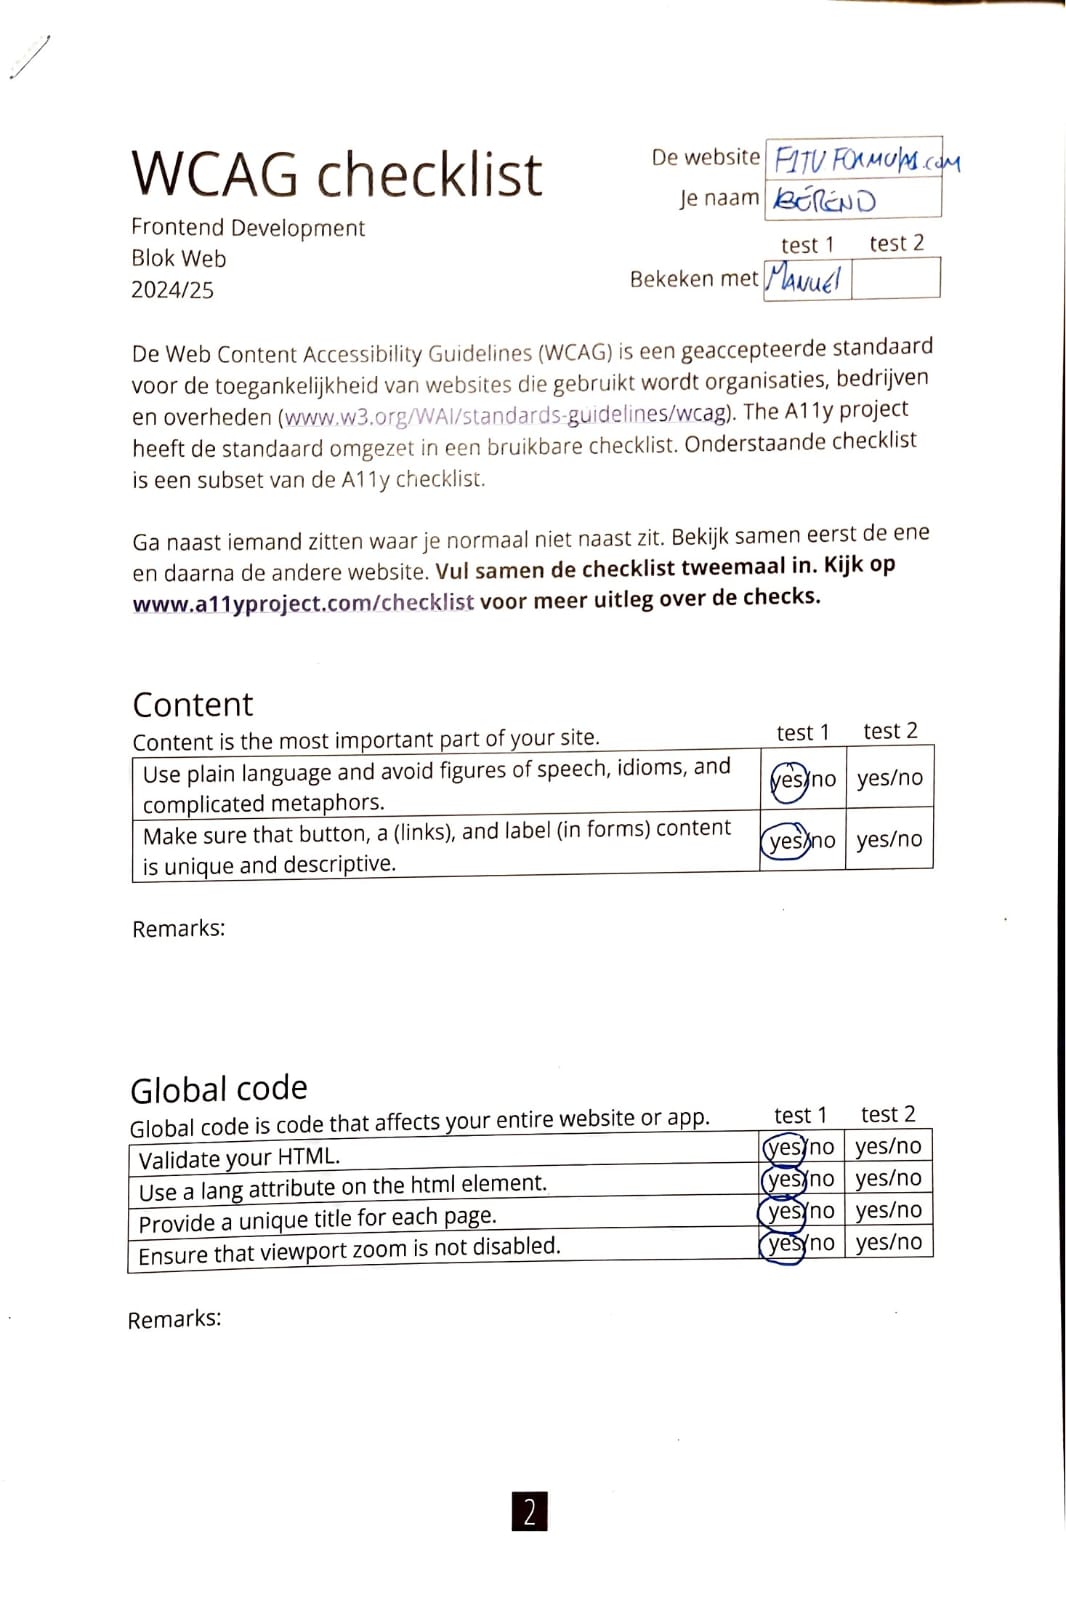 WCAG checklist
Frontend Development
Blok Web
2024/25
De website
Je naam BEREND
test 1 test 2
Bekeken met MANUEL
De Web Content Accessibility Guidelines (WCAG) is een geaccepteerde standaard
voor de toegankelijkheid van websites die gebruikt wordt organisaties, bedrijven
en overheden (www.w3.org/WAI/standards-guidelines/wcag). The A11y project
heeft de standaard omgezet in een bruikbare checklist. Onderstaande checklist
is een subset van de A11y checklist.
Ga naast iemand zitten waar je normaal niet naast zit. Bekijk samen eerst de ene
en daarna de andere website. Vul samen de checklist tweemaal in. Kijk op
www.a11yproject.com/checklist voor meer uitleg over de checks.
Content
Content is the most important part of your site. test 1 test 2
Use plain language and avoid figures of speech, idioms, and
complicated metaphors. yes/no yes/no
Make sure that button, a (links), and label (in forms) content
is unique and descriptive. yes/no yes/no
Remarks:
Global code
Global code is code that affects your entire website or app. test 1 test 2
Validate your HTML. yes/no yes/no
Use a lang attribute on the html element. yes/no yes/no
Provide a unique title for each page. yes/no yes/no
Ensure that viewport zoom is not disabled. yes/no yes/no
Remarks:
2